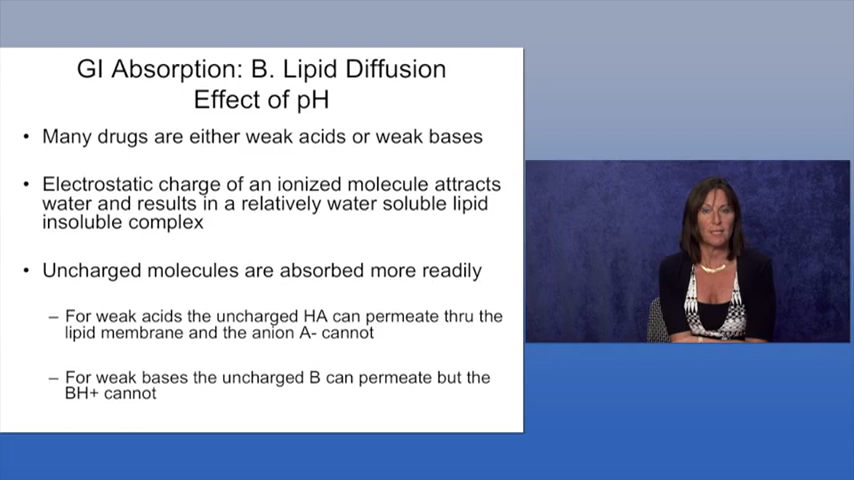 GI Absorption: B. Lipid Diffusion
Effect of pH
• Many drugs are either weak acids or weak bases
• Electrostatic charge of an ionized molecule attracts
water and results in a relatively water soluble lipid
insoluble complex
• Uncharged molecules are absorbed more readily
– For weak acids the uncharged HA can permeate thru the
lipid membrane and the anion A- cannot
– For weak bases the uncharged B can permeate but the
BH+ cannot